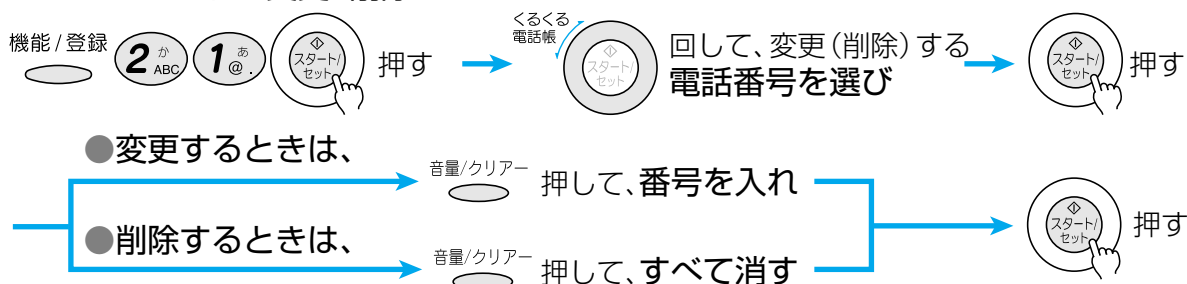 機能/登録 2 か ABC 1 あ @ . スタート/セット 押す
くるくる電話帳 スタート/セット 回して、変更(削除)する
電話番号を選び
スタート/セット 押す
●変更するときは、
音量/クリアー 押して、番号を入れ
●削除するときは、
音量/クリアー 押して、すべて消す
スタート/セット 押す